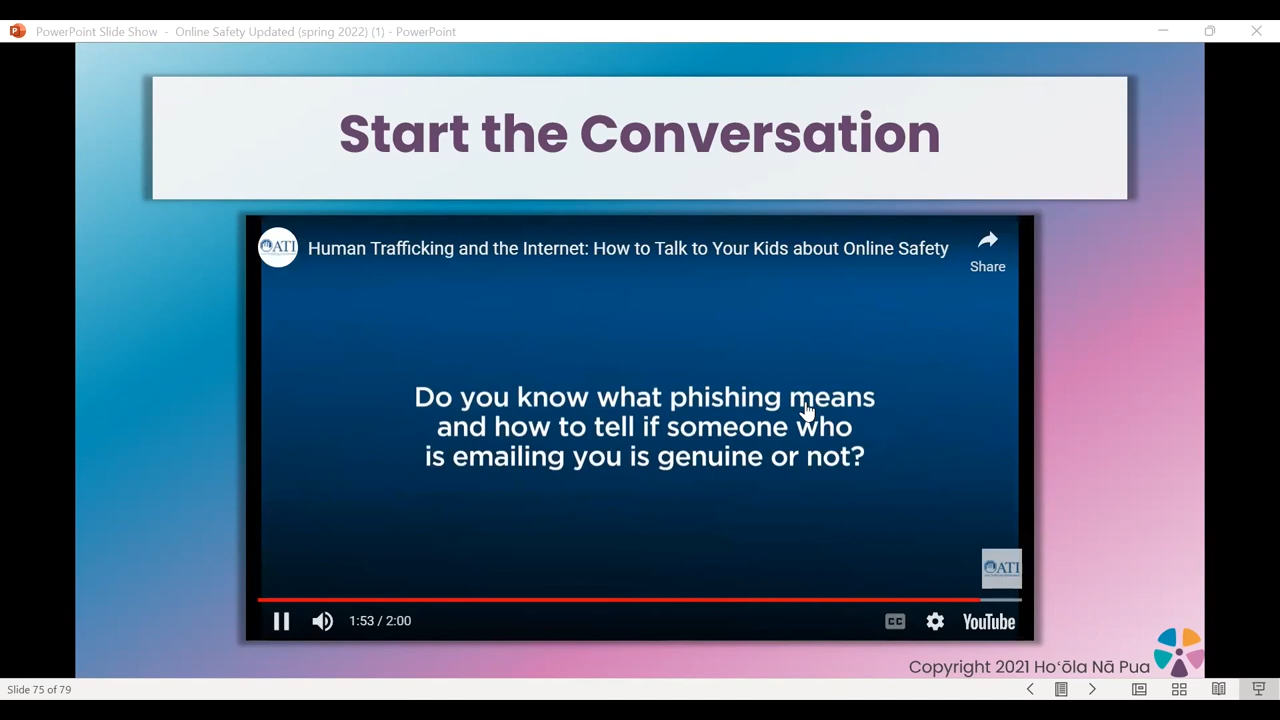 PowerPoint Slide Show - Online Safety Updated (spring 2022) (1) - PowerPoint
Start the Conversation
OATI
Human Trafficking and the Internet: How to Talk to Your Kids about Online Safety
Share
Do you know what phishing means
and how to tell if someone who
is emailing you is genuine or not?
OATI
1:53 / 2:00
CC
YouTube
Copyright 2021 Hoʻōla Nā Pua
Slide 75 of 79